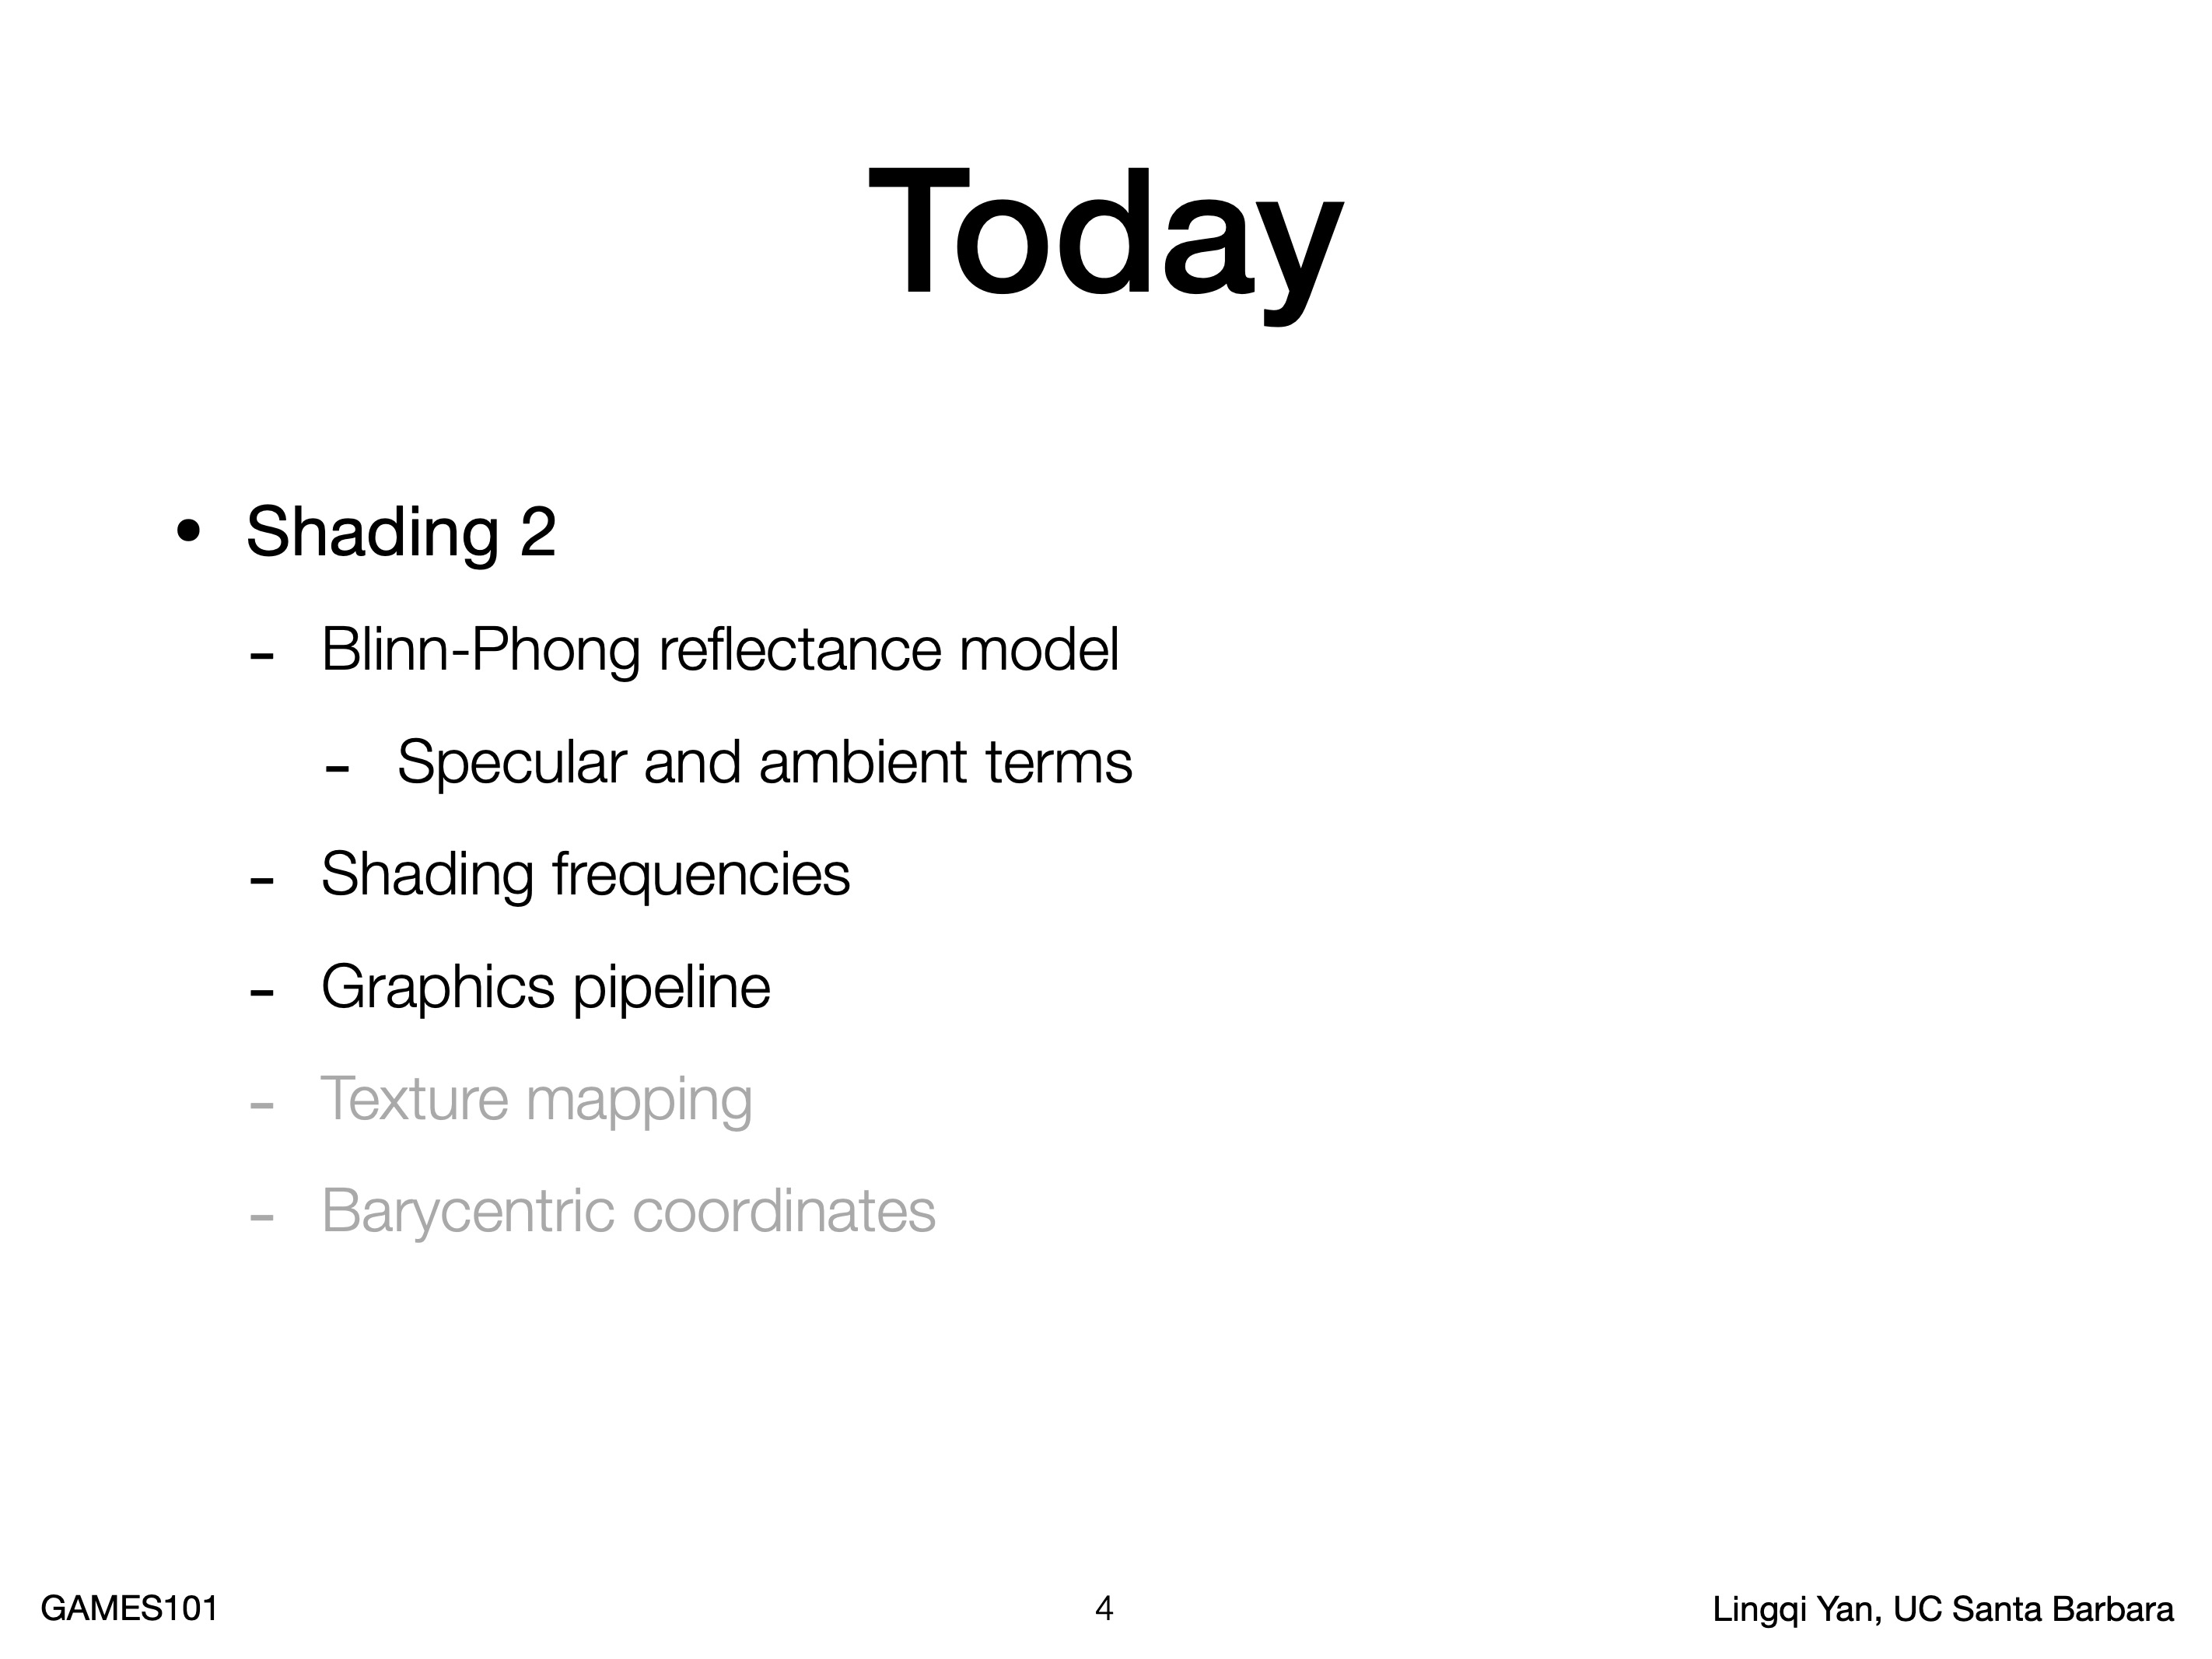 Today
• Shading 2
- Blinn-Phong reflectance model
- Specular and ambient terms
- Shading frequencies
- Graphics pipeline
- Texture mapping
- Barycentric coordinates
GAMES101
4
Lingqi Yan, UC Santa Barbara